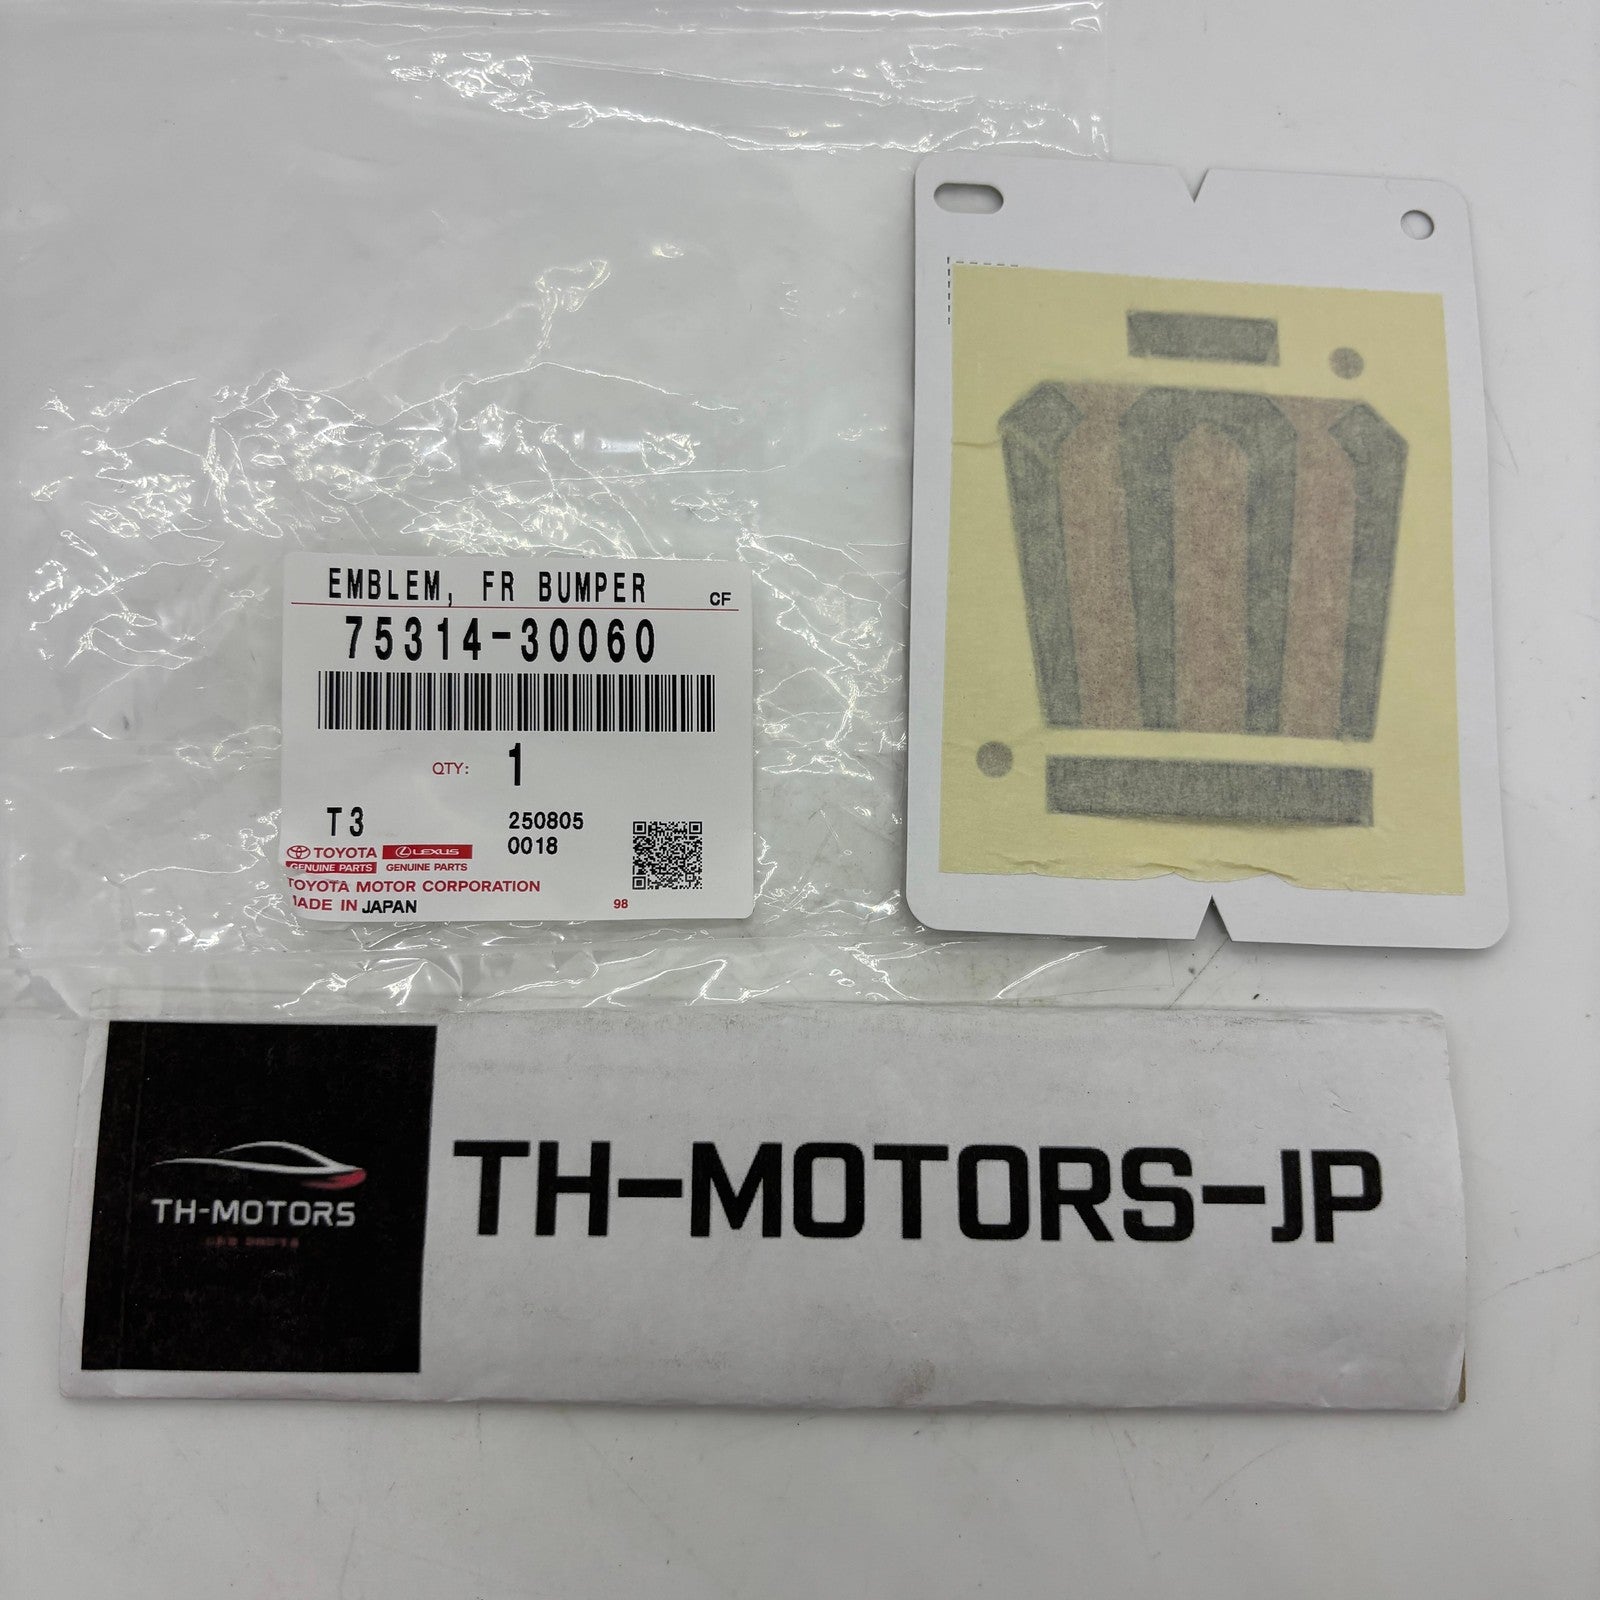 EMBLEM, FR BUMPER
CF
75314-30060
QTY: 1
T3
250805
0018
TOYOTA LEXUS
GENUINE PARTS GENUINE PARTS
TOYOTA MOTOR CORPORATION
MADE IN JAPAN
98
TH-MOTORS
TH-MOTORS-JP